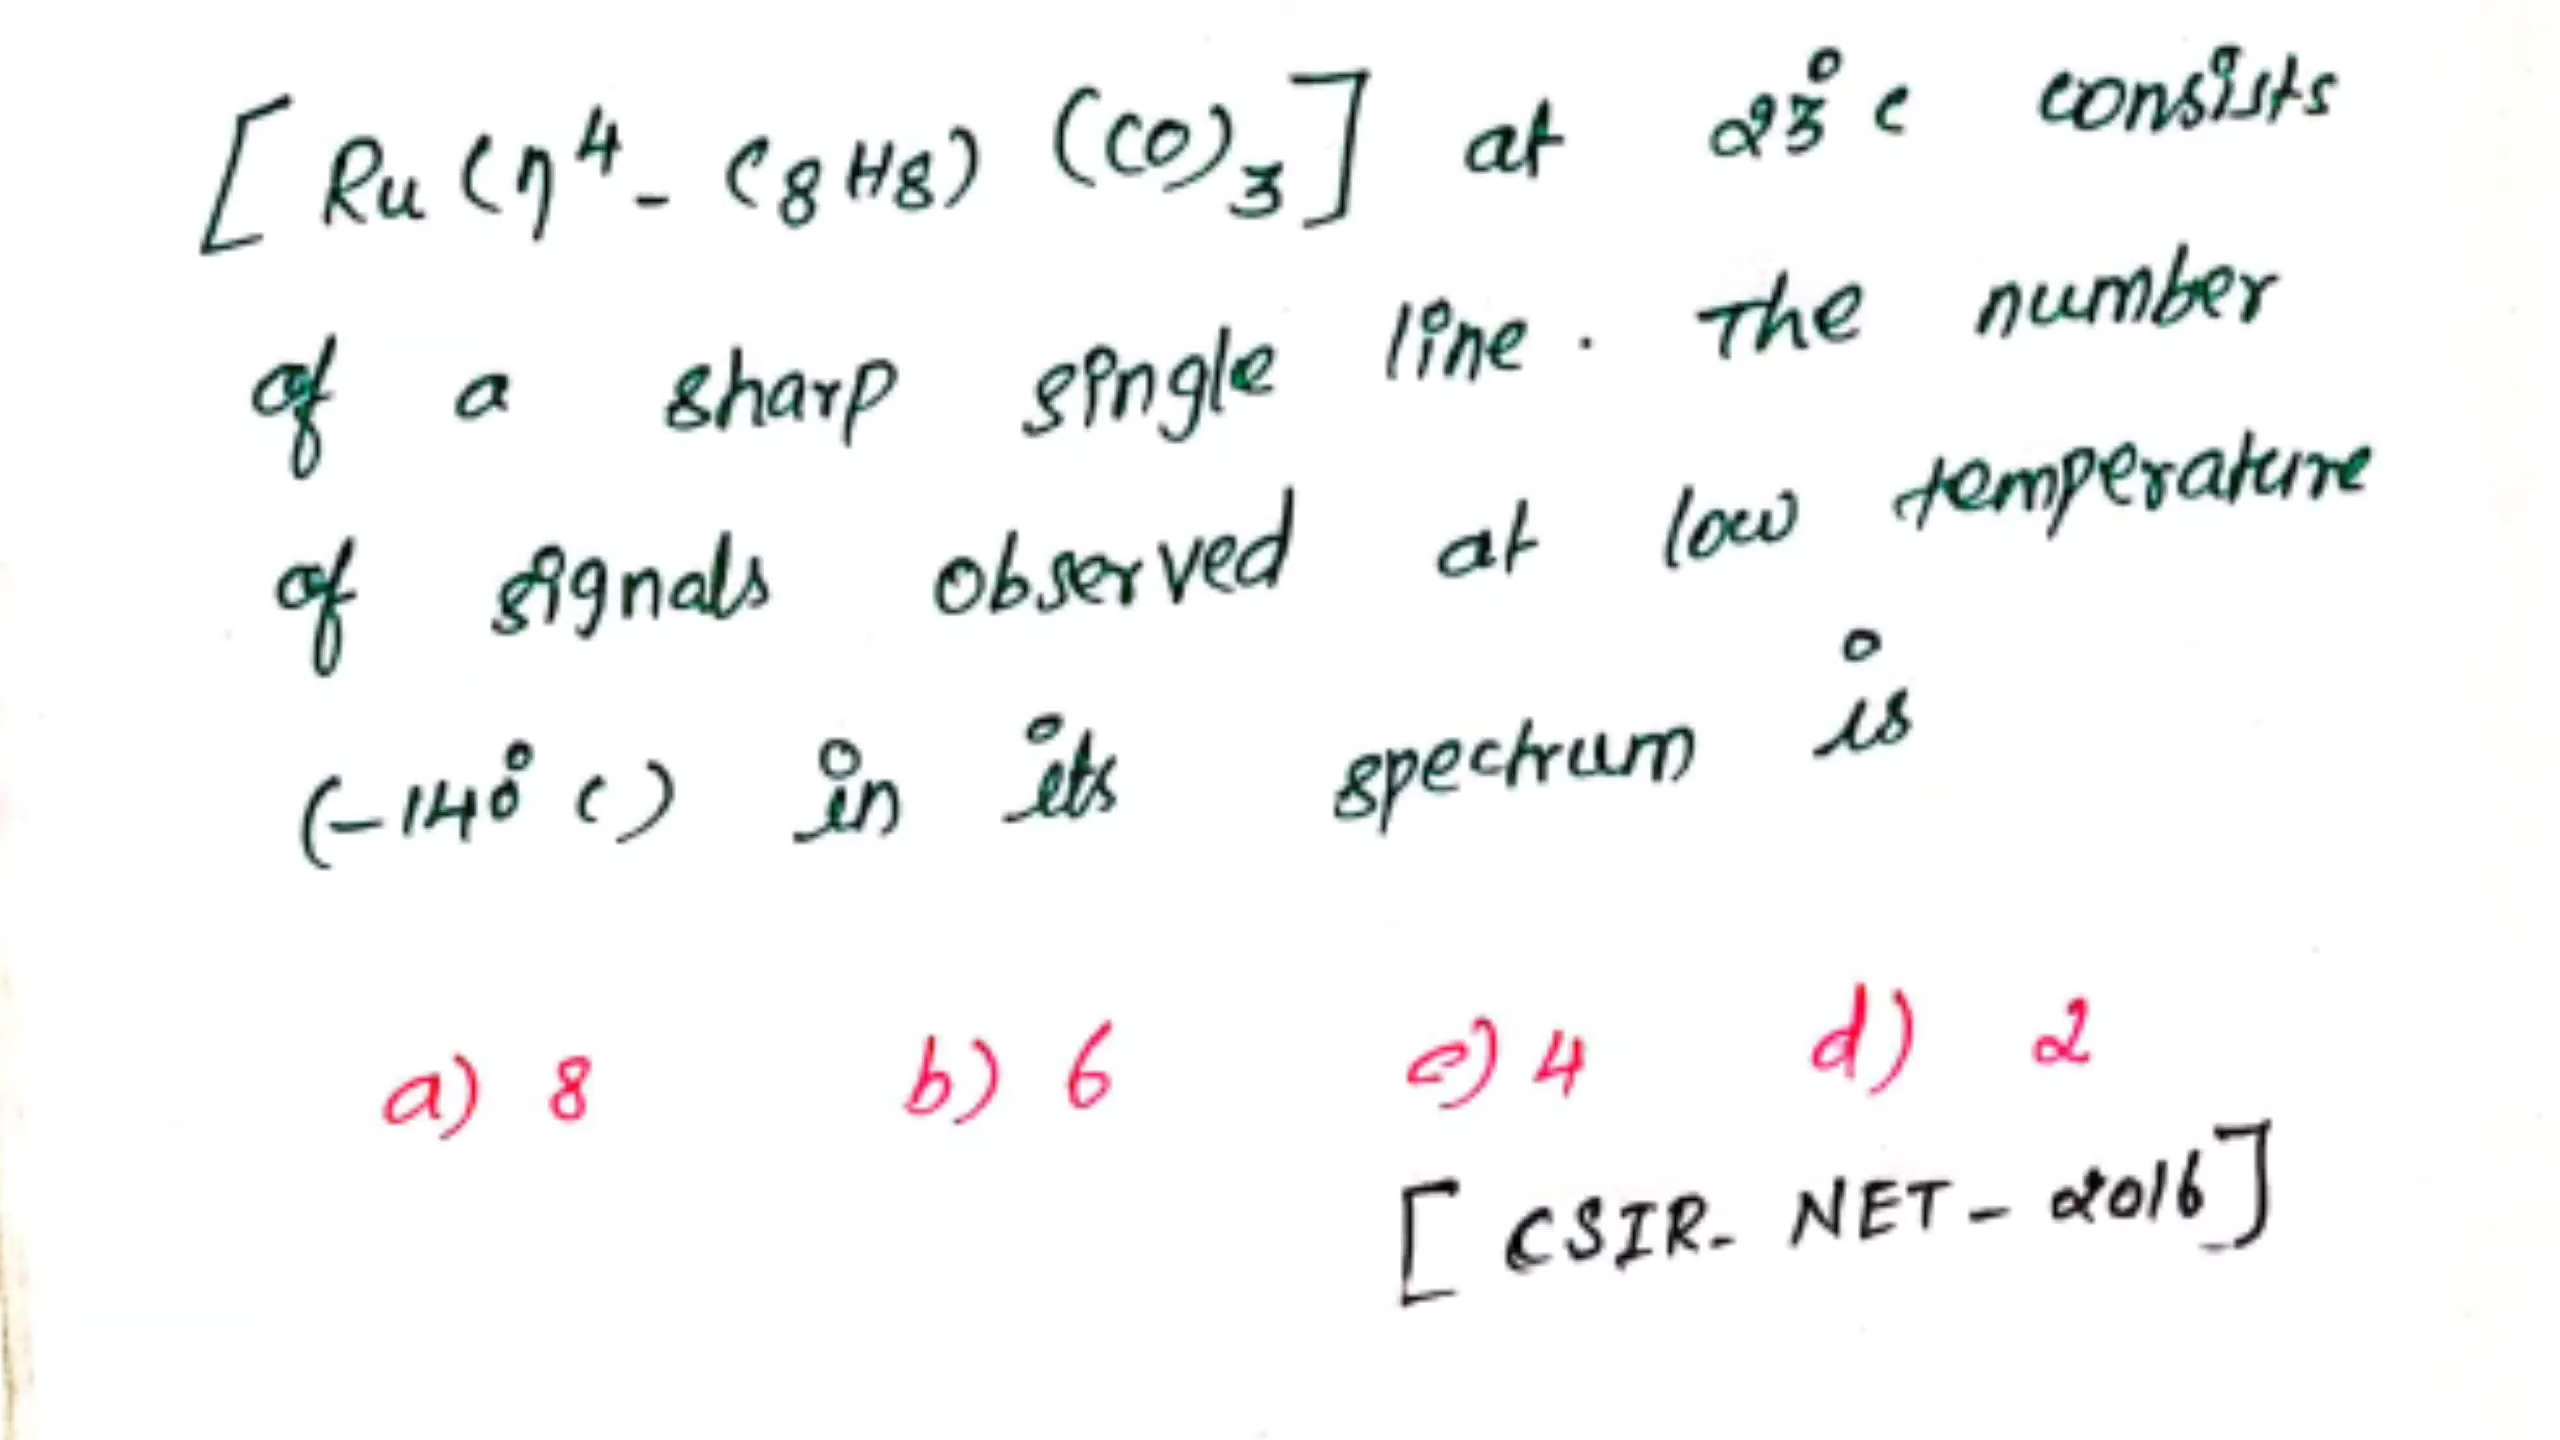 [Ru(η⁴-C₈H₈)(CO)₃] at 23°C consists
of a sharp single line. The number
of signals observed at low temperature
(-140°C) in its spectrum is
a) 8 b) 6 c) 4 d) 2
[CSIR-NET-2016]